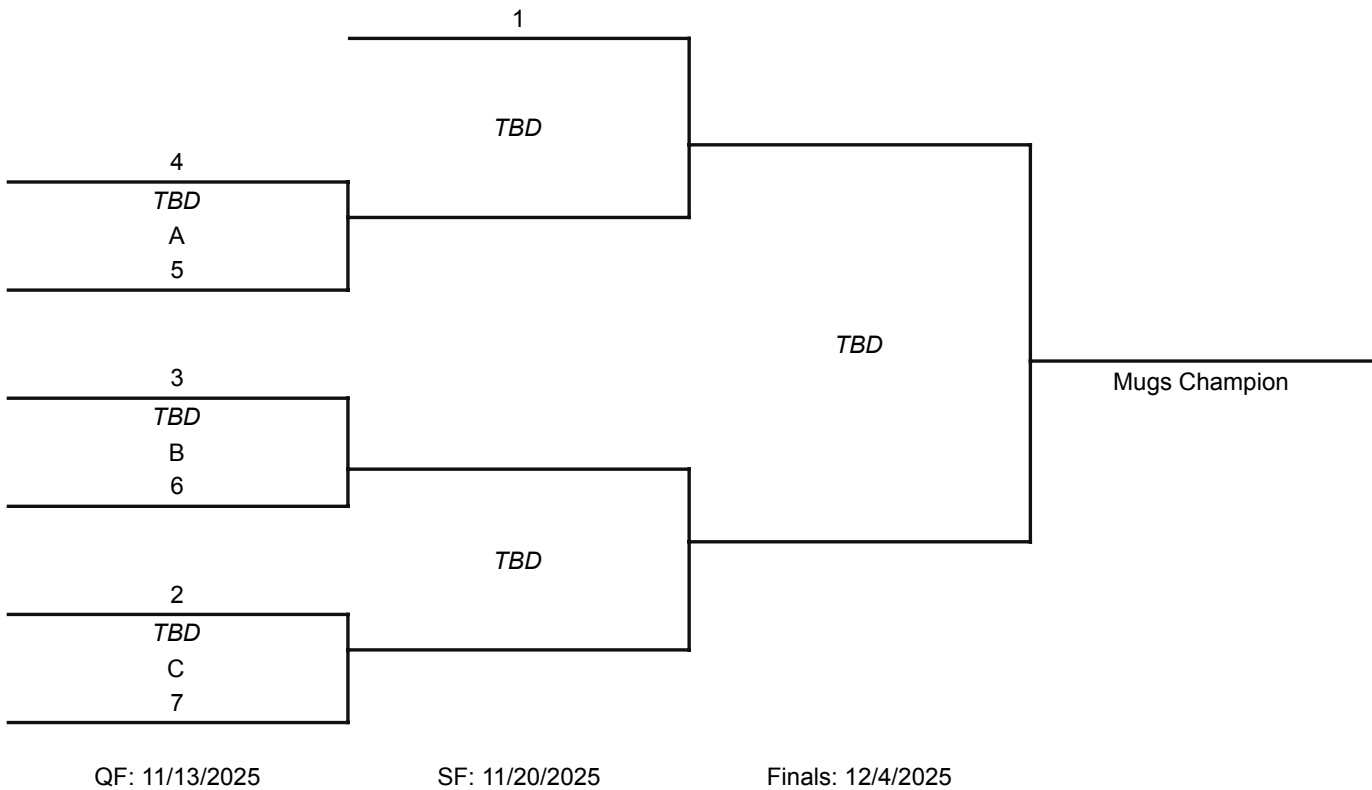 1
TBD
4
TBD
A
5
3
TBD
B
6
TBD
Mugs Champion
2
TBD
C
7
TBD
QF: 11/13/2025
SF: 11/20/2025
Finals: 12/4/2025